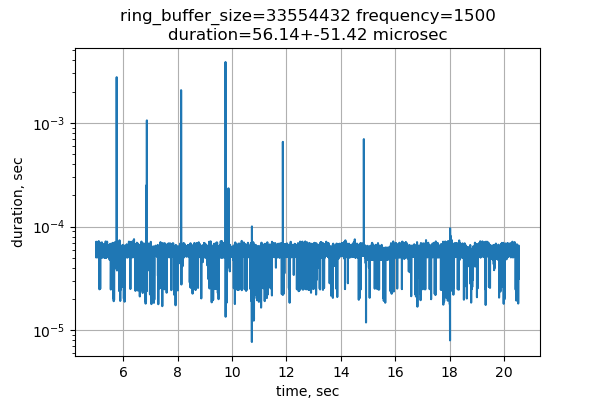 ring_buffer_size=33554432 frequency=1500
duration=56.14+-51.42 microsec
duration, sec
10⁻³
10⁻⁴
10⁻⁵
6 8 10 12 14 16 18 20
time, sec